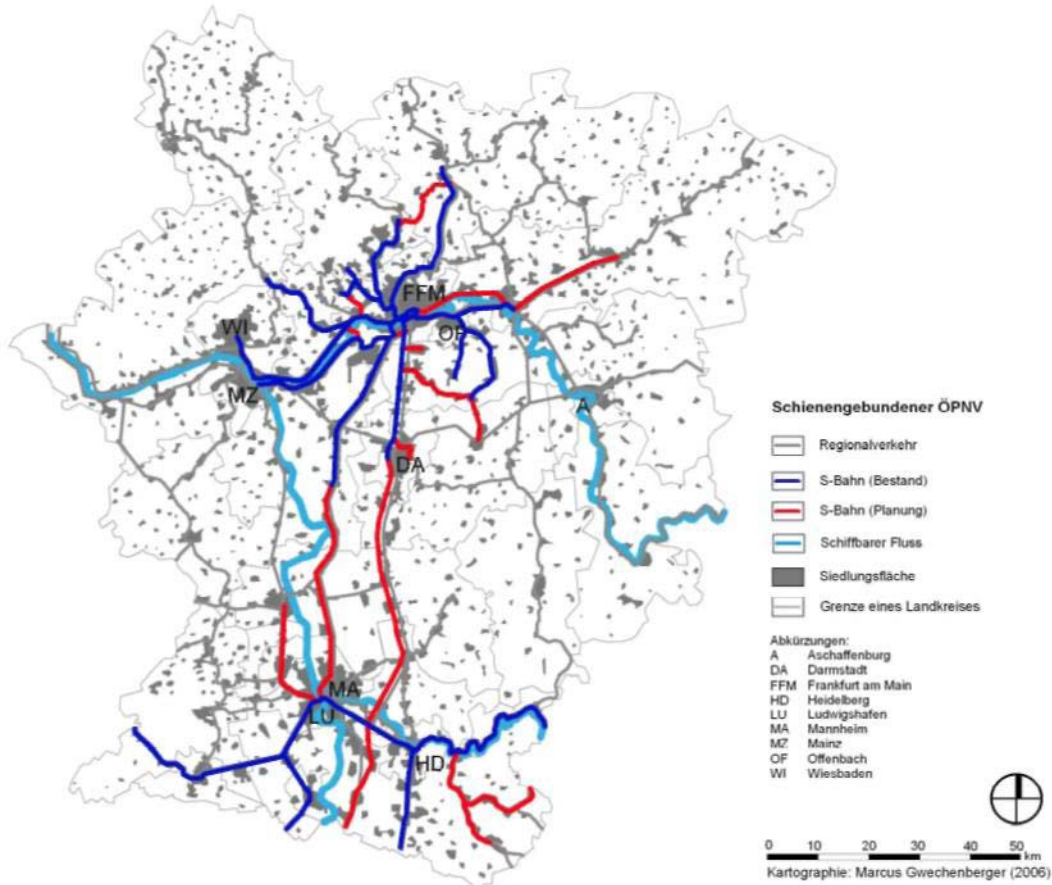 FFM
WI
OF
MZ
A
DA
MA
LU
HD
Schienengebundener ÖPNV
Regionalverkehr
S-Bahn (Bestand)
S-Bahn (Planung)
Schiffbarer Fluss
Siedlungsfläche
Grenze eines Landkreises
Abkürzungen:
A Aschaffenburg
DA Darmstadt
FFM Frankfurt am Main
HD Heidelberg
LU Ludwigshafen
MA Mannheim
MZ Mainz
OF Offenbach
WI Wiesbaden
0 10 20 30 40 50
km
Kartographie: Marcus Gwechenberger (2006)